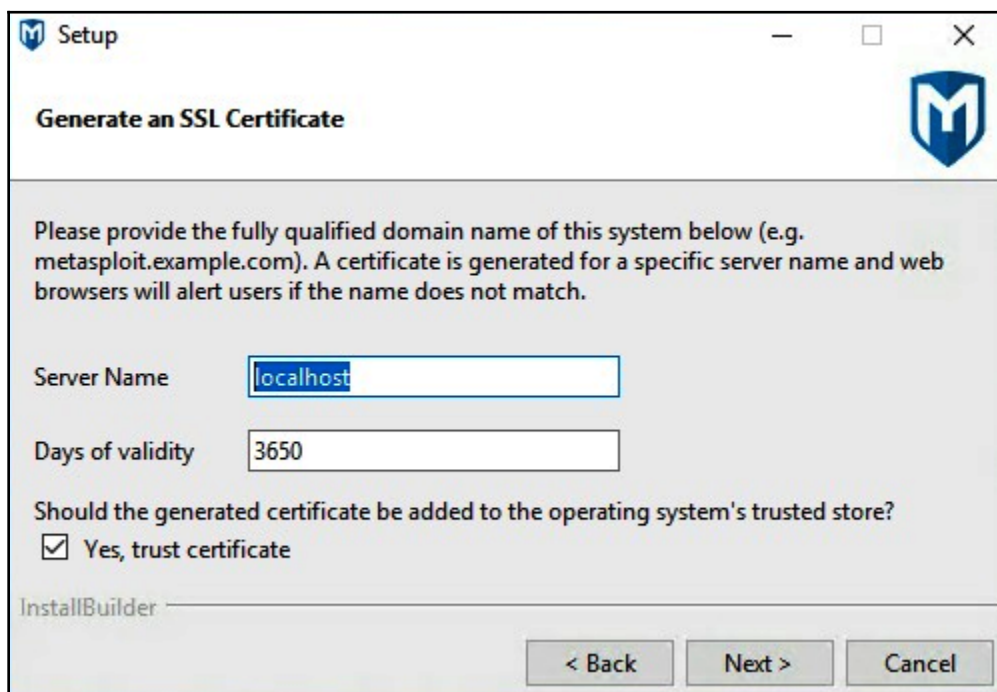 Setup
Generate an SSL Certificate
Please provide the fully qualified domain name of this system below (e.g.
metasploit.example.com). A certificate is generated for a specific server name and web
browsers will alert users if the name does not match.
Server Name localhost
Days of validity 3650
Should the generated certificate be added to the operating system's trusted store?
Yes, trust certificate
InstallBuilder
< Back Next > Cancel